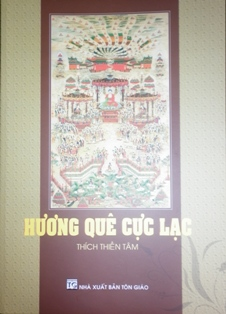 HƯƠNG QUÊ CỰC LẠC
THÍCH THIỀN TÂM
NHÀ XUẤT BẢN TÔN GIÁO